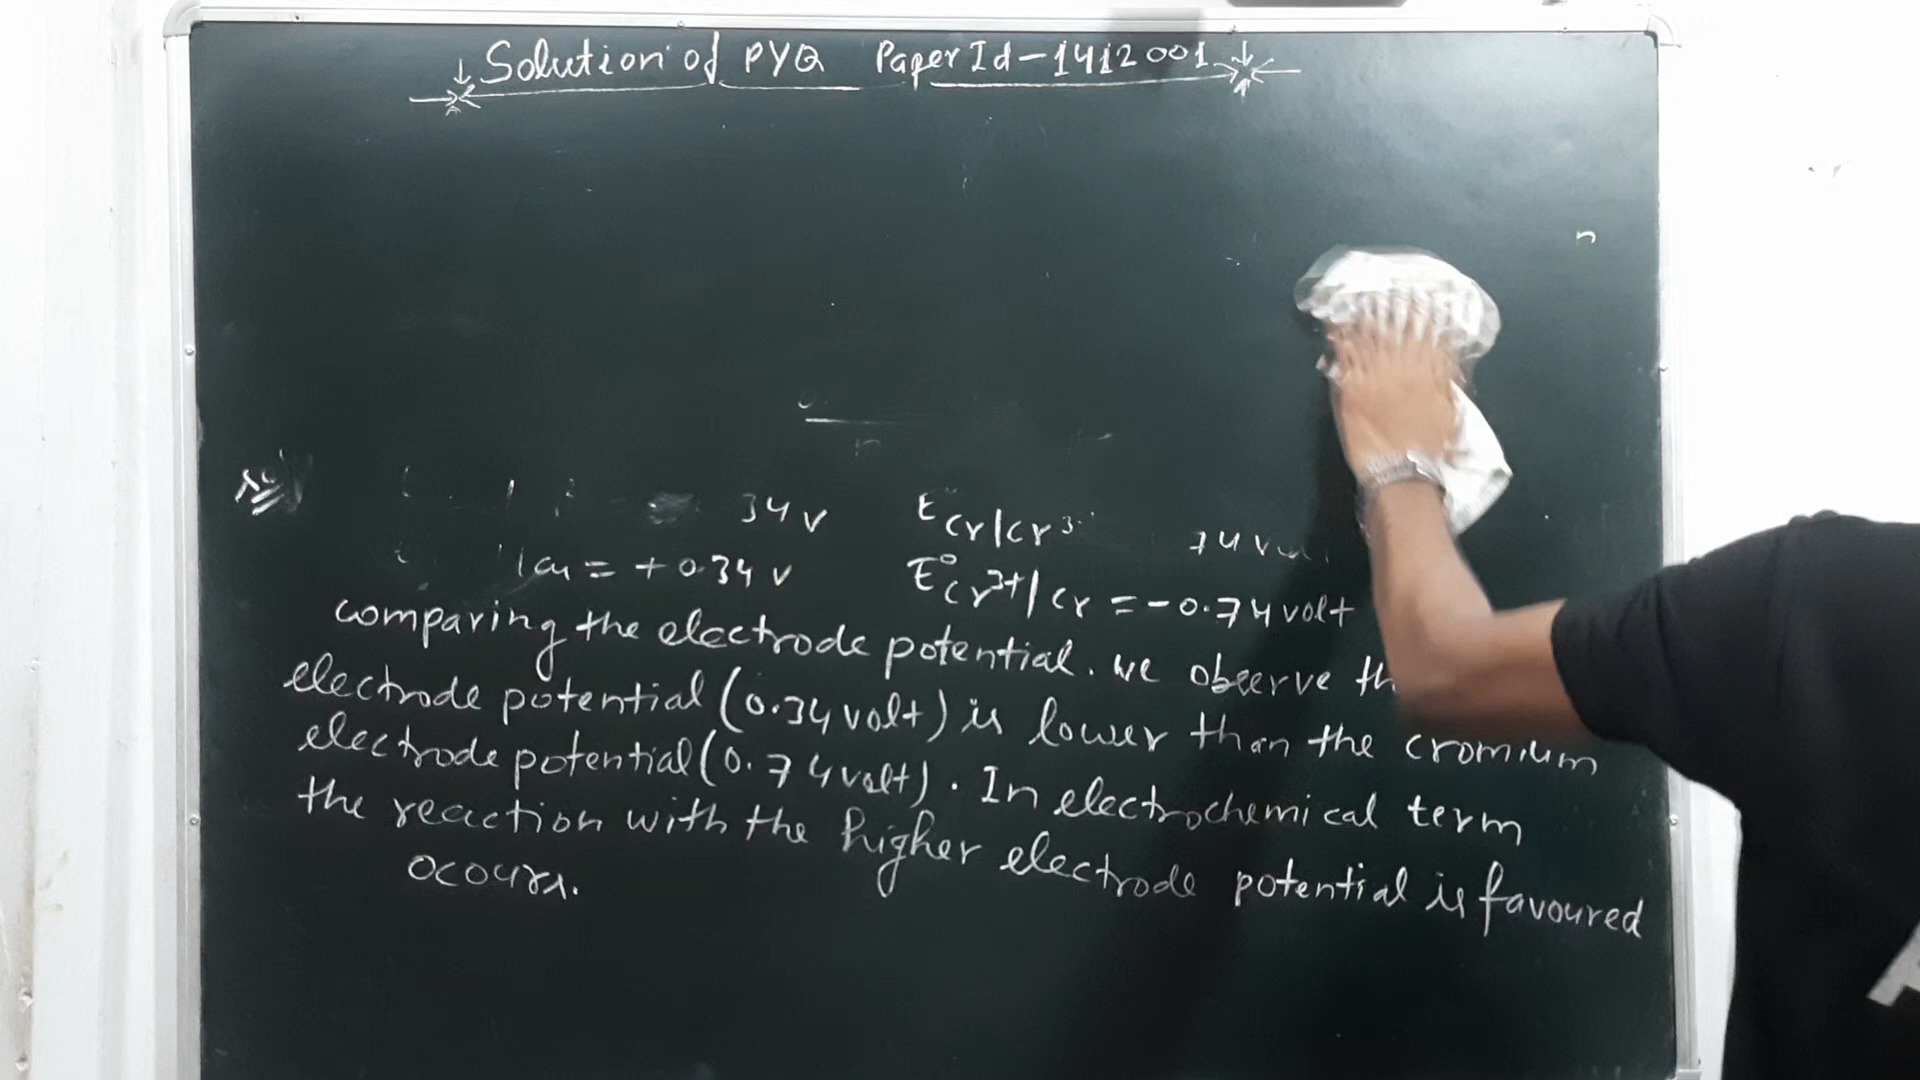 Solution of PYQ Paper Id-1412001
34 v E°Cr/Cr3
74 v
|Cu = +0.34 v E°Cr3+/Cr = -0.74 volt
comparing the electrode potential. we observe th
electrode potential (0.34 volt) is lower than the cromium
electrode potential (0.74 volt). In electrochemical term
the reaction with the higher electrode potential is favoured
ocours.